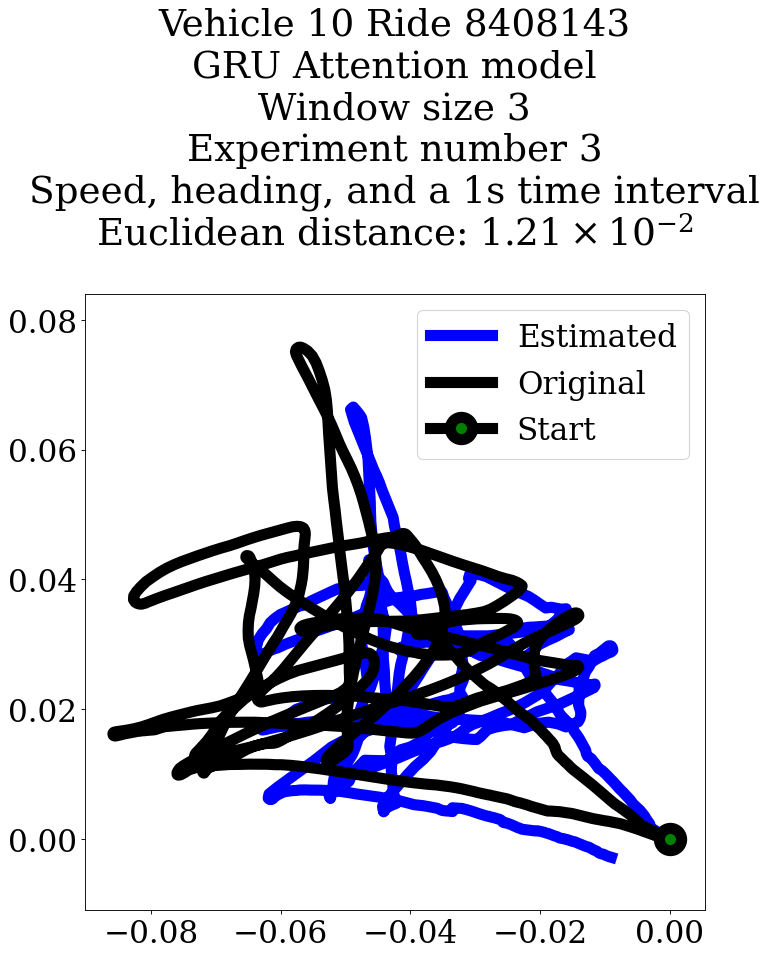 Vehicle 10 Ride 8408143
GRU Attention model
Window size 3
Experiment number 3
Speed, heading, and a 1s time interval
Euclidean distance: 1.21 × 10⁻²
Estimated
Original
Start
0.08
0.06
0.04
0.02
0.00
−0.08 −0.06 −0.04 −0.02 0.00